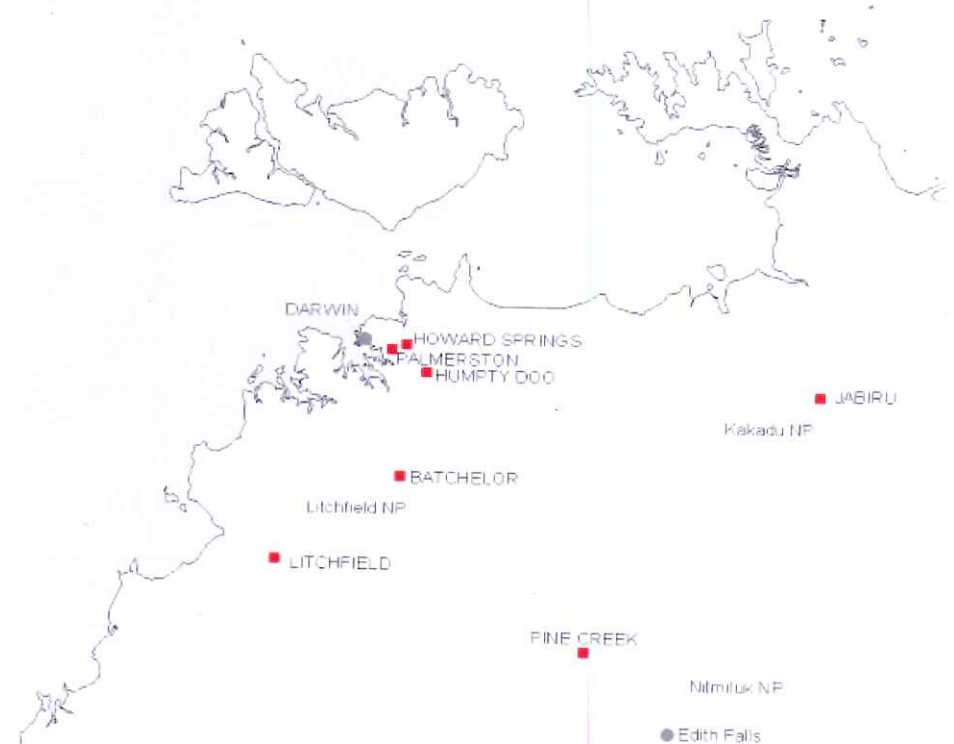 DARWIN
HOWARD SPRINGS
PALMERSTON
HUMPTY DOO
JABIRU
Kakadu NP
BATCHELOR
Litchfield NP
LITCHFIELD
PINE CREEK
Nitmiluk NP
Edith Falls